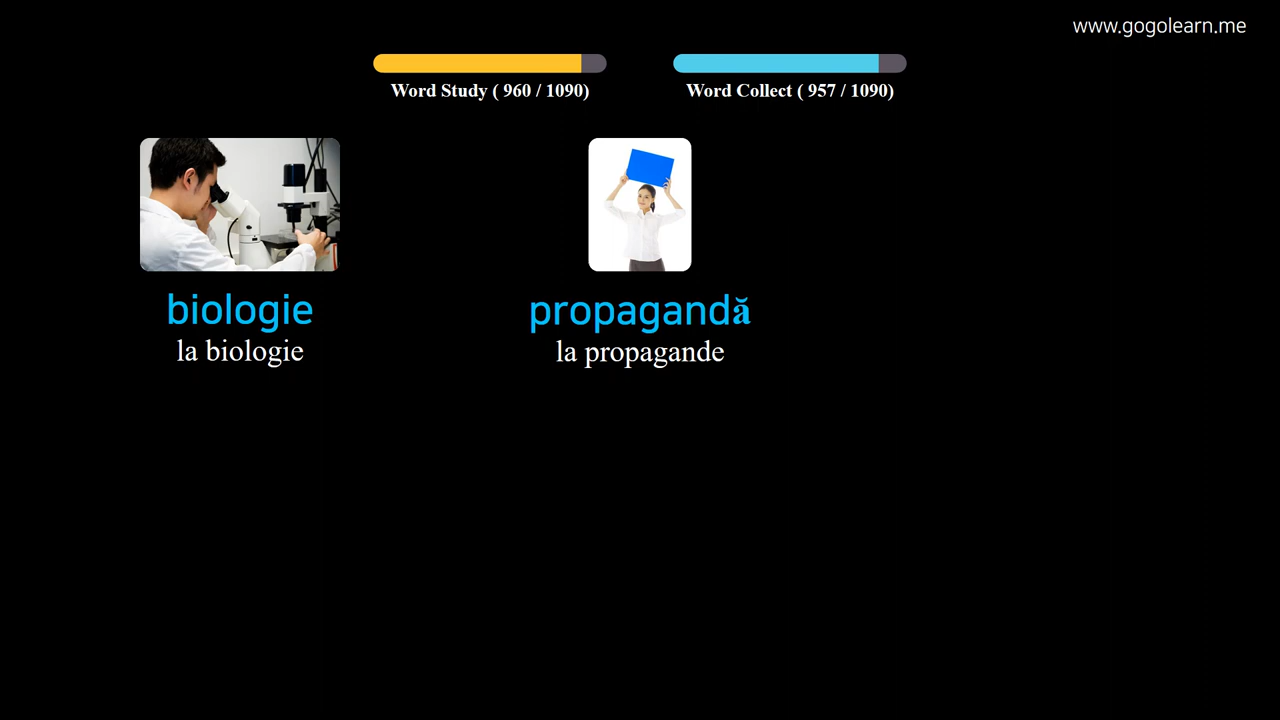 www.gogolearn.me
Word Study ( 960 / 1090)
Word Collect ( 957 / 1090)
biologie
la biologie
propagandă
la propagande